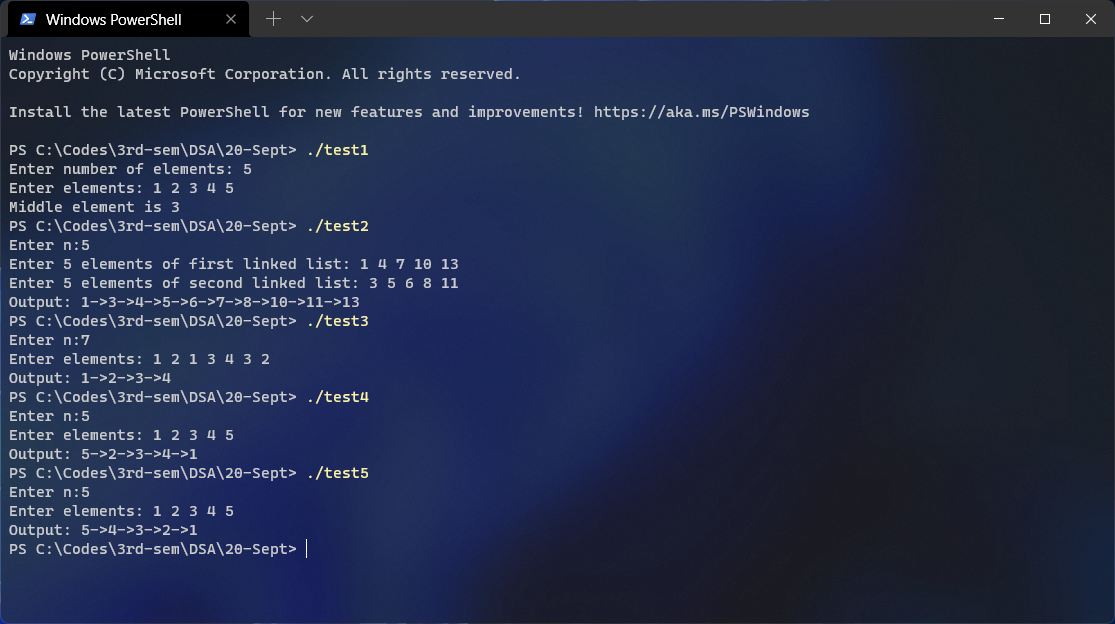 Windows PowerShell
Windows PowerShell
Copyright (C) Microsoft Corporation. All rights reserved.
Install the latest PowerShell for new features and improvements! https://aka.ms/PSWindows
PS C:\Codes\3rd-sem\DSA\20-Sept> ./test1
Enter number of elements: 5
Enter elements: 1 2 3 4 5
Middle element is 3
PS C:\Codes\3rd-sem\DSA\20-Sept> ./test2
Enter n:5
Enter 5 elements of first linked list: 1 4 7 10 13
Enter 5 elements of second linked list: 3 5 6 8 11
Output: 1->3->4->5->6->7->8->10->11->13
PS C:\Codes\3rd-sem\DSA\20-Sept> ./test3
Enter n:7
Enter elements: 1 2 1 3 4 3 2
Output: 1->2->3->4
PS C:\Codes\3rd-sem\DSA\20-Sept> ./test4
Enter n:5
Enter elements: 1 2 3 4 5
Output: 5->2->3->4->1
PS C:\Codes\3rd-sem\DSA\20-Sept> ./test5
Enter n:5
Enter elements: 1 2 3 4 5
Output: 5->4->3->2->1
PS C:\Codes\3rd-sem\DSA\20-Sept>